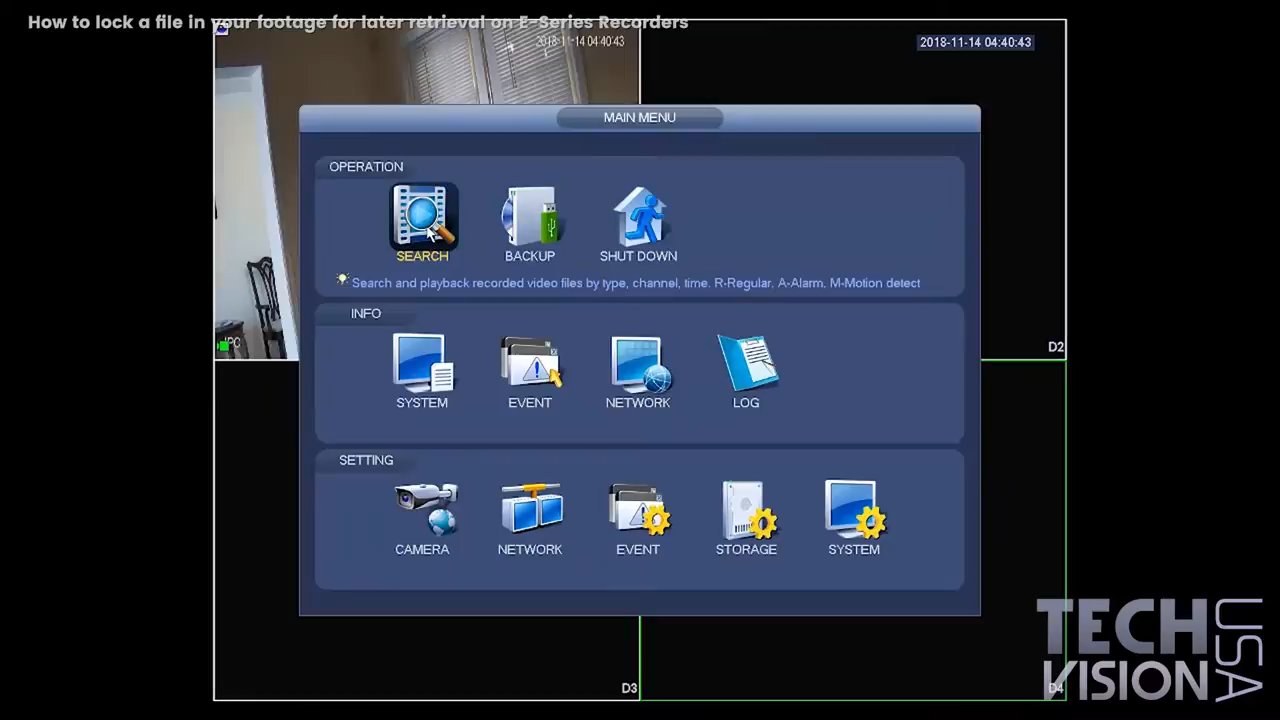 How to lock a file in your footage for later retrieval on E-Series Recorders
2018-11-14 04:40:43
2018-11-14 04:40:43
MAIN MENU
OPERATION
SEARCH
BACKUP
SHUT DOWN
Search and playback recorded video files by type, channel, time. R-Regular, A-Alarm, M-Motion detect
INFO
IPC
D2
SYSTEM
EVENT
NETWORK
LOG
SETTING
CAMERA
NETWORK
EVENT
STORAGE
SYSTEM
D3
D4
TECH
VISION
USA